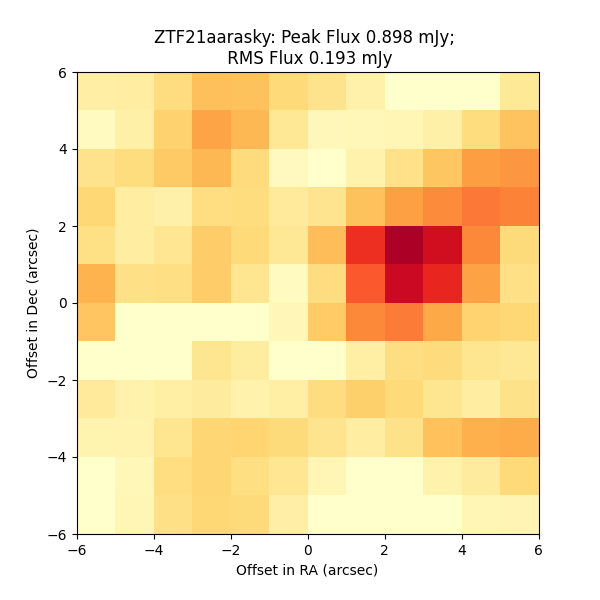 ZTF21aarasky: Peak Flux 0.898 mJy;
RMS Flux 0.193 mJy
6
4
2
0
−2
−4
−6
Offset in Dec (arcsec)
−6 −4 −2 0 2 4 6
Offset in RA (arcsec)